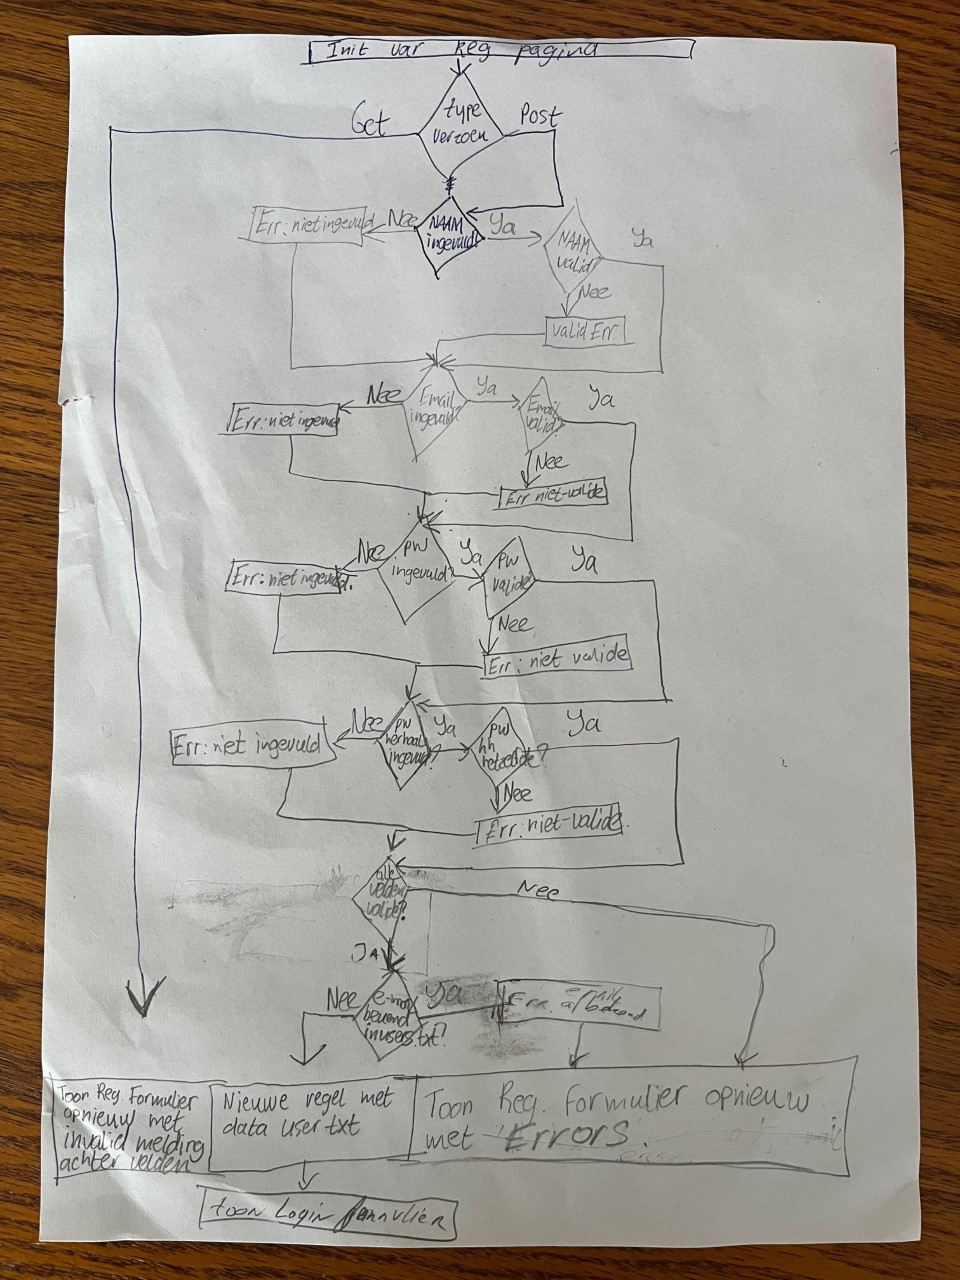 Init var Reg pagina
type
verzoek
Get
Post
Err: niet ingevuld
Nee
NAAM
ingevuld?
Ya
NAAM
valid
Ya
Nee
valid Err
Nee
Email
ingevuld?
Ya
Email
valid?
Ya
Err: niet ingevuld
Nee
Err niet-valide
Nee
PW
ingevuld?
Ya
PW
valide?
Ya
Err: niet ingevuld.
Nee
Err: niet valide
Nee
PW
herhaal
ingevuld?
Ya
PW
hh
hetzelfde?
Ya
Err: niet ingevuld
Nee
Err: niet-valide.
alle
velden
valide?
Nee
JA
Nee
e-mail
bekend
in users.txt?
Ya
Err.
al bekend
Toon Reg. Formulier
opnieuw met
invalid melding
achter velden
Nieuwe regel met
data user txt
Toon Reg. Formulier opnieuw
met Errors.
toon Login formulier